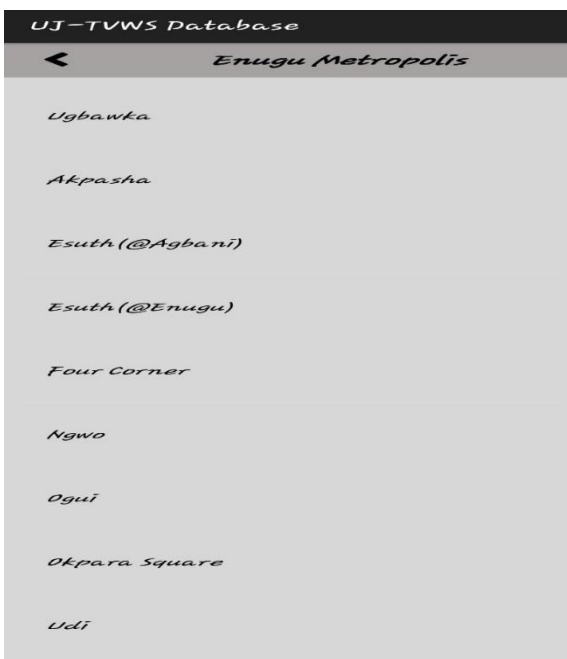 UJ-TVWS Database
Enugu Metropolis
Ugbawka
Akpasha
Esuth(@Agbani)
Esuth(@Enugu)
Four Corner
Ngwo
Ogui
Okpara Square
Udi